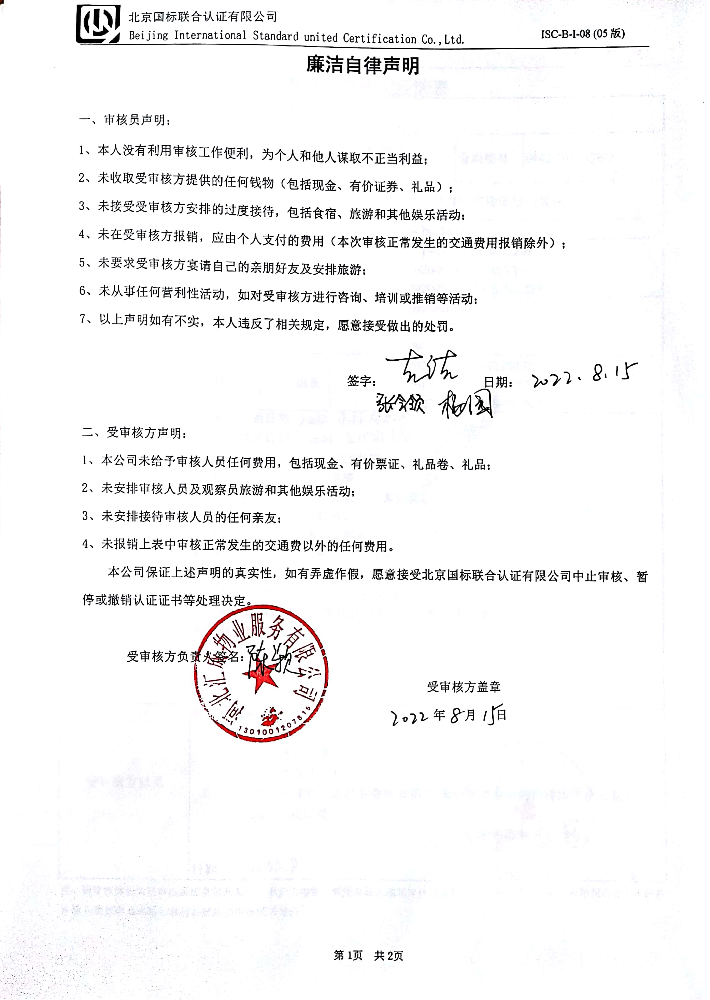 北京国标联合认证有限公司
Beijing International Standard united Certification Co.,Ltd.
ISC-B-I-08 (05 版)
廉洁自律声明
一、审核员声明：
1、本人没有利用审核工作便利，为个人和他人谋取不正当利益；
2、未收取受审核方提供的任何钱物（包括现金、有价证券、礼品）；
3、未接受受审核方安排的过度接待，包括食宿、旅游和其他娱乐活动；
4、未在受审核方报销，应由个人支付的费用（本次审核正常发生的交通费用报销除外）；
5、未要求受审核方宴请自己的亲朋好友及安排旅游；
6、未从事任何营利性活动，如对受审核方进行咨询、培训或推销等活动；
7、以上声明如有不实，本人违反了相关规定，愿意接受做出的处罚。
签字： 日期： 2022.8.15
二、受审核方声明：
1、本公司未给予审核人员任何费用，包括现金、有价票证、礼品卷、礼品；
2、未安排审核人员及观察员旅游和其他娱乐活动；
3、未安排接待审核人员的任何亲友；
4、未报销上表中审核正常发生的交通费以外的任何费用。
本公司保证上述声明的真实性，如有弄虚作假，愿意接受北京国标联合认证有限公司中止审核、暂
停或撤销认证证书等处理决定。
河北汇成物业服务有限公司
受审核方负责人签名：陈颖
1301001207815
受审核方盖章
2022年8月15日
第1页 共2页